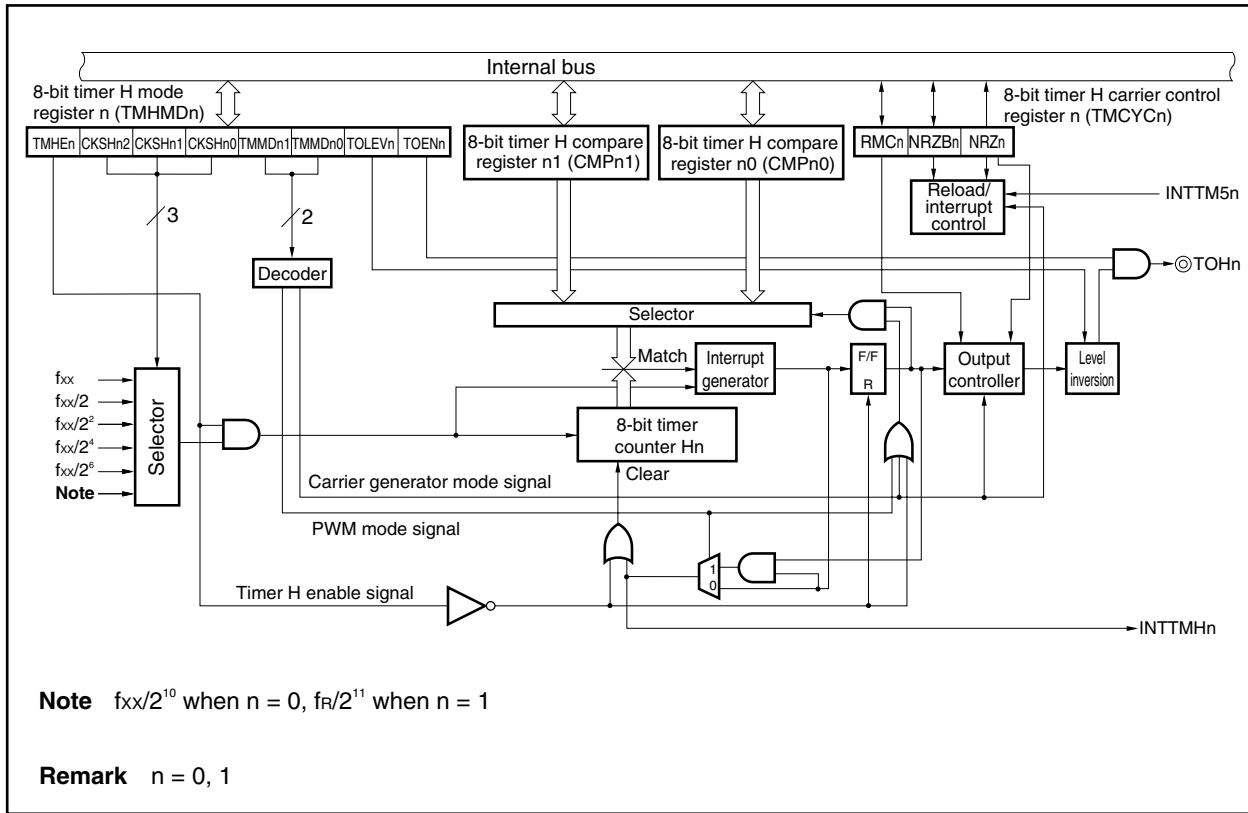 Internal bus
8-bit timer H mode
register n (TMHMDn)
8-bit timer H carrier control
register n (TMCYCn)
TMHEn CKSHn2 CKSHn1 CKSHn0 TMMDn1 TMMDn0 TOLEVn TOENn
8-bit timer H compare
register n1 (CMPn1)
8-bit timer H compare
register n0 (CMPn0)
RMCn NRZBn NRZn
Reload/
interrupt
control
INTTM5n
3
2
Decoder
TOHn
Selector
Match
Interrupt
generator
F/F
R
Output
controller
Level
inversion
fxx
fxx/2
fxx/2²
fxx/2⁴
fxx/2⁶
Note
Selector
8-bit timer
counter Hn
Clear
Carrier generator mode signal
PWM mode signal
1
0
Timer H enable signal
INTTMHn
Note fxx/2¹⁰ when n = 0, fR/2¹¹ when n = 1
Remark n = 0, 1